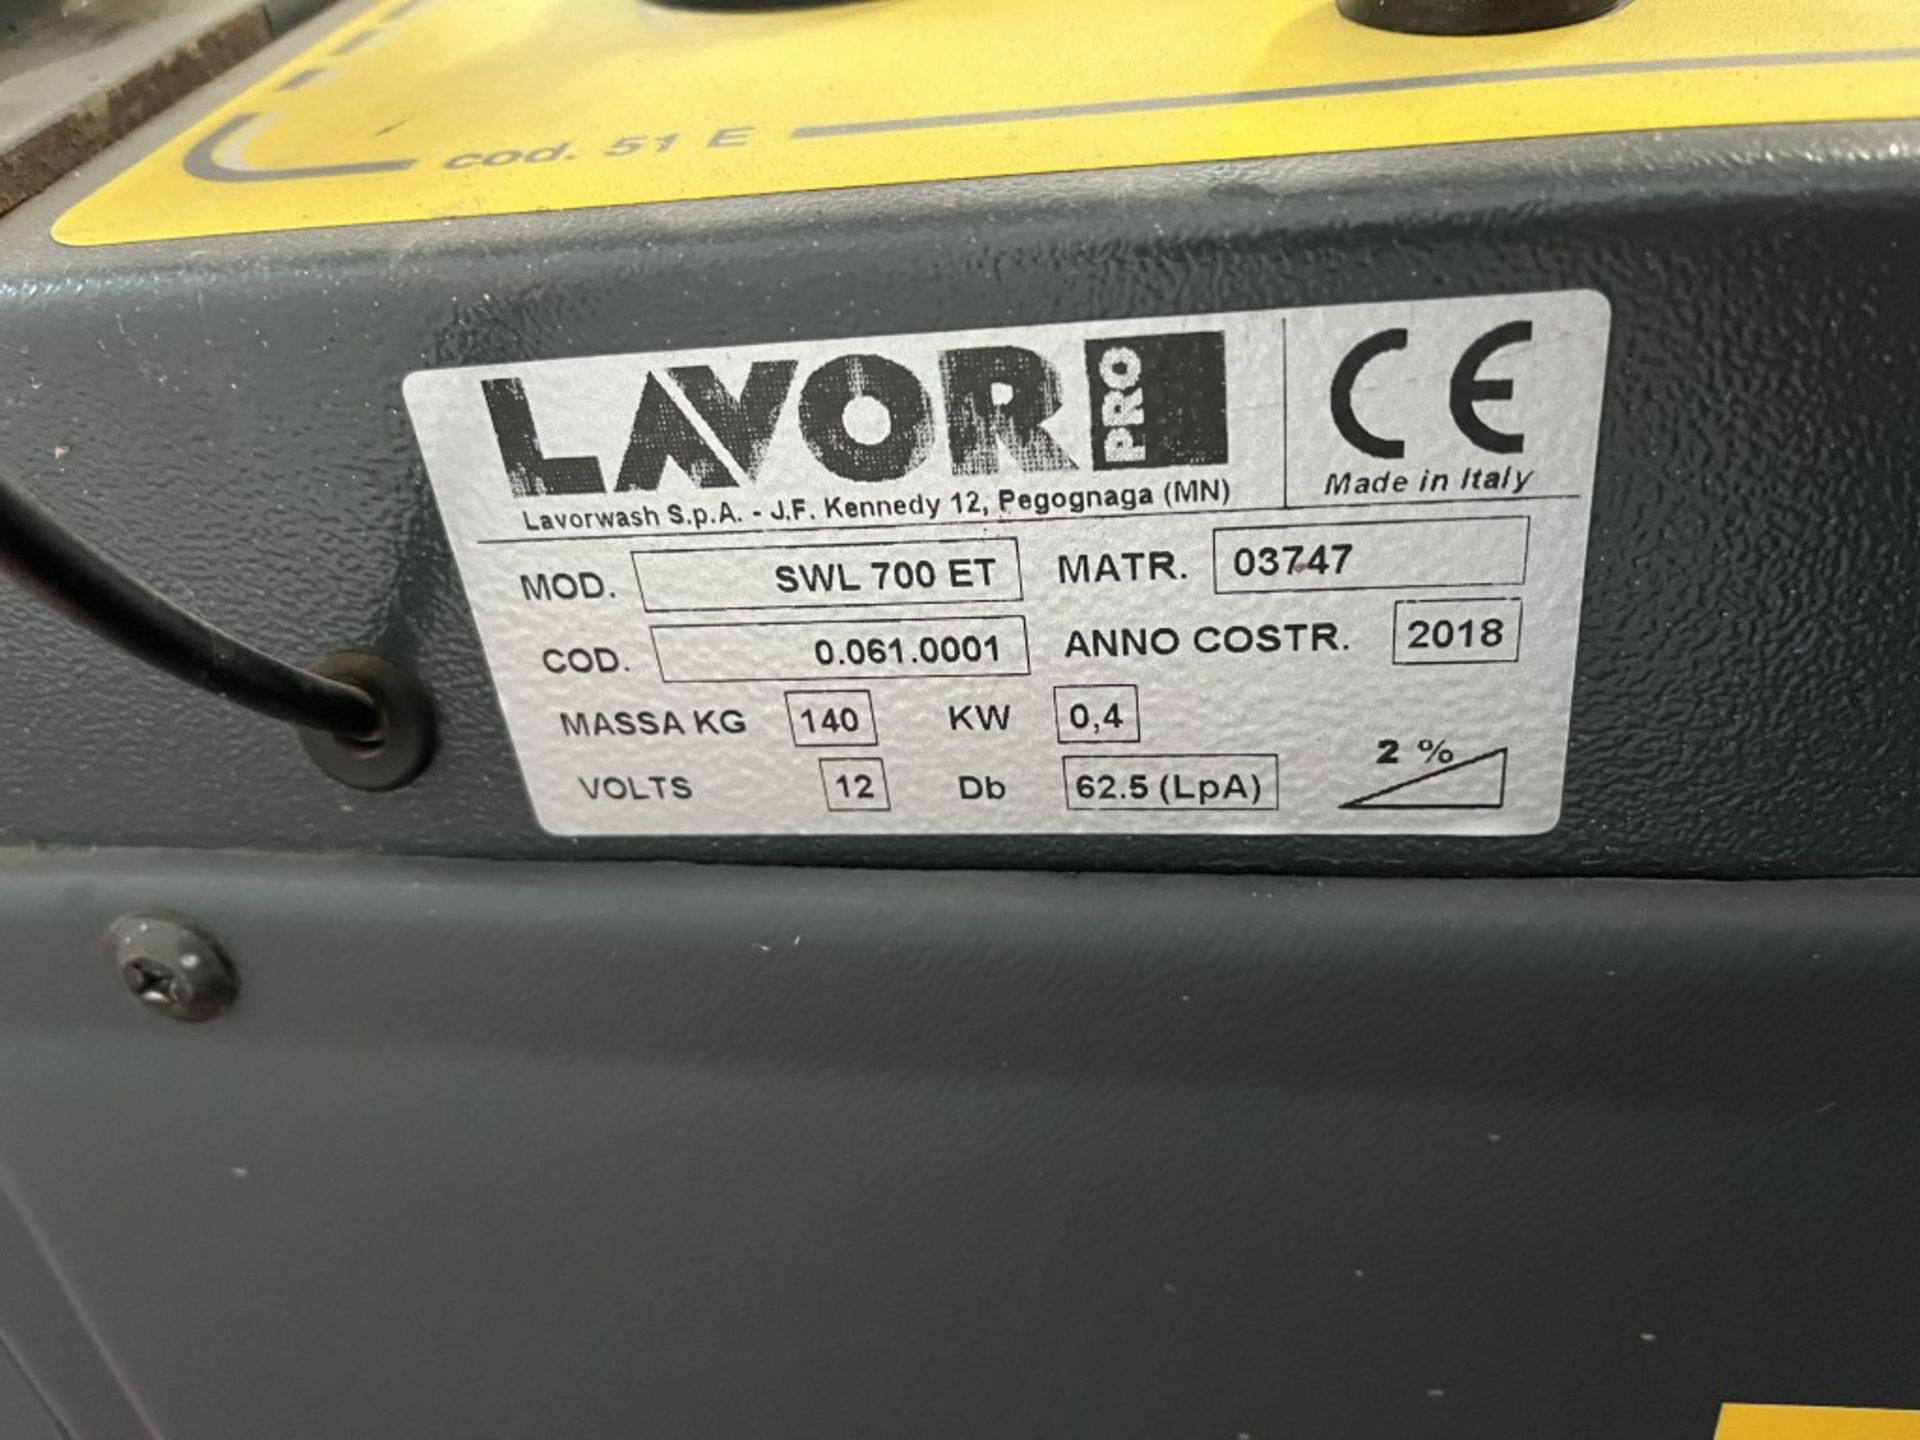 cod. 51 E
LAVOR PRO
CE
Made in Italy
Lavorwash S.p.A. - J.F. Kennedy 12, Pegognaga (MN)
MOD. SWL 700 ET MATR. 03747
COD. 0.061.0001 ANNO COSTR. 2018
MASSA KG 140 KW 0,4
2 %
VOLTS 12 Db 62.5 (LpA)